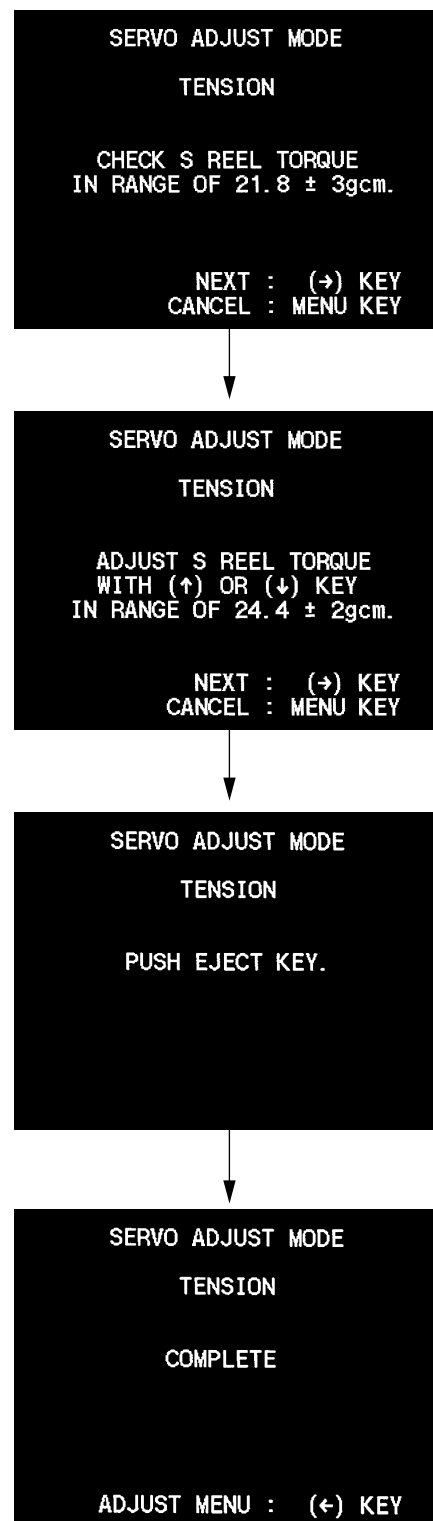 SERVO ADJUST MODE
TENSION
CHECK S REEL TORQUE
IN RANGE OF 21.8 ± 3gcm.
NEXT : (→) KEY
CANCEL : MENU KEY
SERVO ADJUST MODE
TENSION
ADJUST S REEL TORQUE
WITH (↑) OR (↓) KEY
IN RANGE OF 24.4 ± 2gcm.
NEXT : (→) KEY
CANCEL : MENU KEY
SERVO ADJUST MODE
TENSION
PUSH EJECT KEY.
SERVO ADJUST MODE
TENSION
COMPLETE
ADJUST MENU : (←) KEY